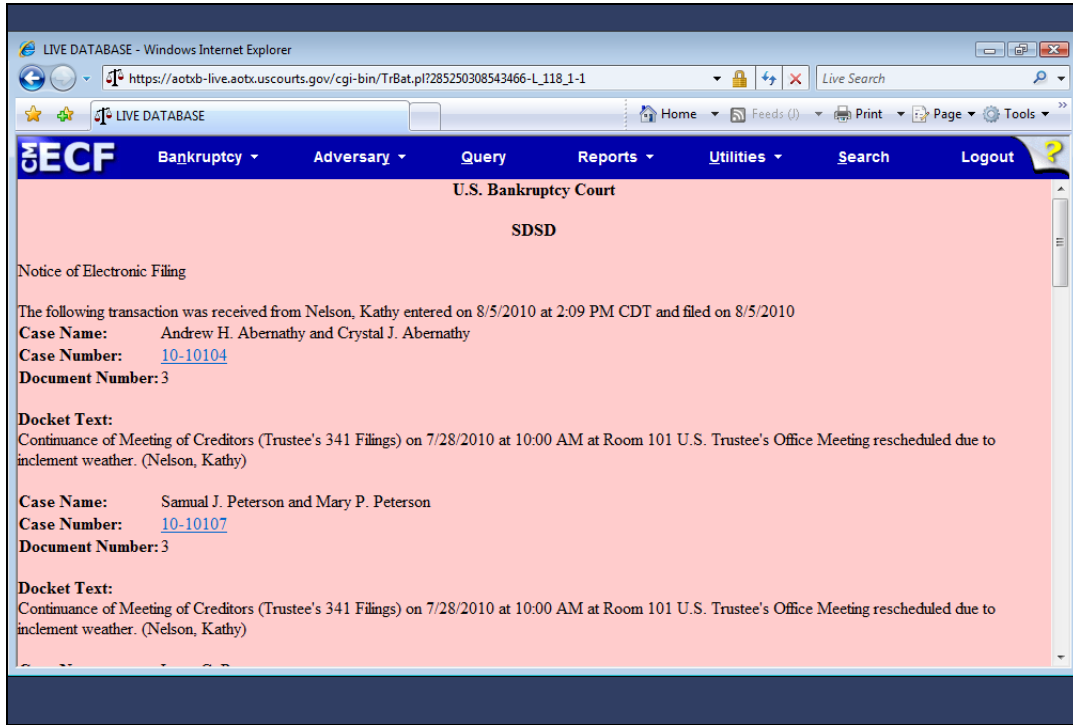 LIVE DATABASE - Windows Internet Explorer
https://aotxb-live.aotx.uscourts.gov/cgi-bin/TrBat.pl?285250308543466-L_118_1-1
Live Search
LIVE DATABASE
Home Feeds (J) Print Page Tools »
CM ECF Bankruptcy Adversary Query Reports Utilities Search Logout ?
U.S. Bankruptcy Court
SDSD
Notice of Electronic Filing
The following transaction was received from Nelson, Kathy entered on 8/5/2010 at 2:09 PM CDT and filed on 8/5/2010
Case Name: Andrew H. Abernathy and Crystal J. Abernathy
Case Number: 10-10104
Document Number: 3
Docket Text:
Continuance of Meeting of Creditors (Trustee's 341 Filings) on 7/28/2010 at 10:00 AM at Room 101 U.S. Trustee's Office Meeting rescheduled due to
inclement weather. (Nelson, Kathy)
Case Name: Samual J. Peterson and Mary P. Peterson
Case Number: 10-10107
Document Number: 3
Docket Text:
Continuance of Meeting of Creditors (Trustee's 341 Filings) on 7/28/2010 at 10:00 AM at Room 101 U.S. Trustee's Office Meeting rescheduled due to
inclement weather. (Nelson, Kathy)